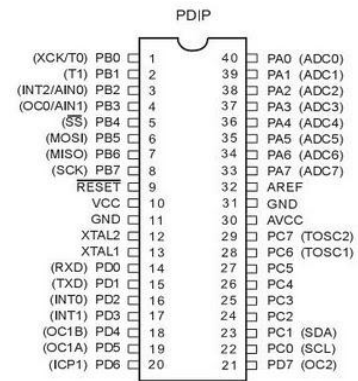 PDIP
(XCK/T0) PB0 1 40 PA0 (ADC0)
(T1) PB1 2 39 PA1 (ADC1)
(INT2/AIN0) PB2 3 38 PA2 (ADC2)
(OC0/AIN1) PB3 4 37 PA3 (ADC3)
(SS) PB4 5 36 PA4 (ADC4)
(MOSI) PB5 6 35 PA5 (ADC5)
(MISO) PB6 7 34 PA6 (ADC6)
(SCK) PB7 8 33 PA7 (ADC7)
RESET 9 32 AREF
VCC 10 31 GND
GND 11 30 AVCC
XTAL2 12 29 PC7 (TOSC2)
XTAL1 13 28 PC6 (TOSC1)
(RXD) PD0 14 27 PC5
(TXD) PD1 15 26 PC4
(INT0) PD2 16 25 PC3
(INT1) PD3 17 24 PC2
(OC1B) PD4 18 23 PC1 (SDA)
(OC1A) PD5 19 22 PC0 (SCL)
(ICP1) PD6 20 21 PD7 (OC2)